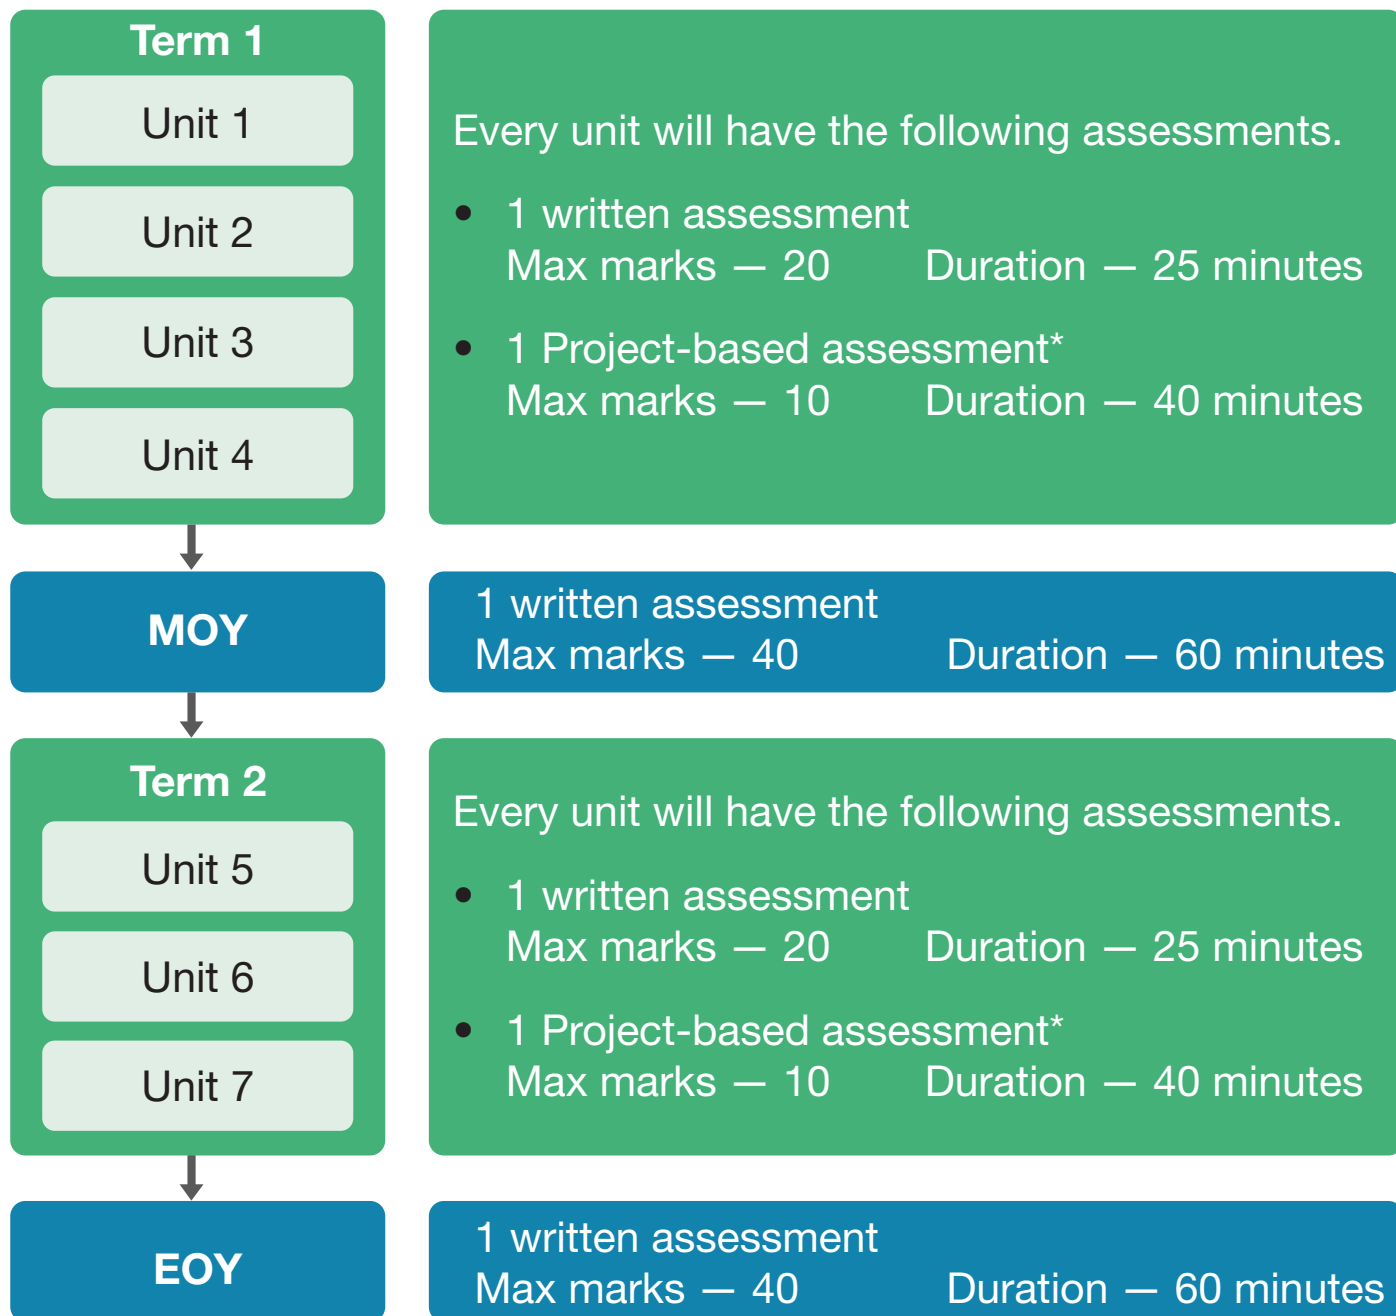 Term 1
Unit 1
Unit 2
Unit 3
Unit 4
Every unit will have the following assessments.
• 1 written assessment
Max marks — 20 Duration — 25 minutes
• 1 Project-based assessment*
Max marks — 10 Duration — 40 minutes
MOY
1 written assessment
Max marks — 40 Duration — 60 minutes
Term 2
Unit 5
Unit 6
Unit 7
Every unit will have the following assessments.
• 1 written assessment
Max marks — 20 Duration — 25 minutes
• 1 Project-based assessment*
Max marks — 10 Duration — 40 minutes
EOY
1 written assessment
Max marks — 40 Duration — 60 minutes